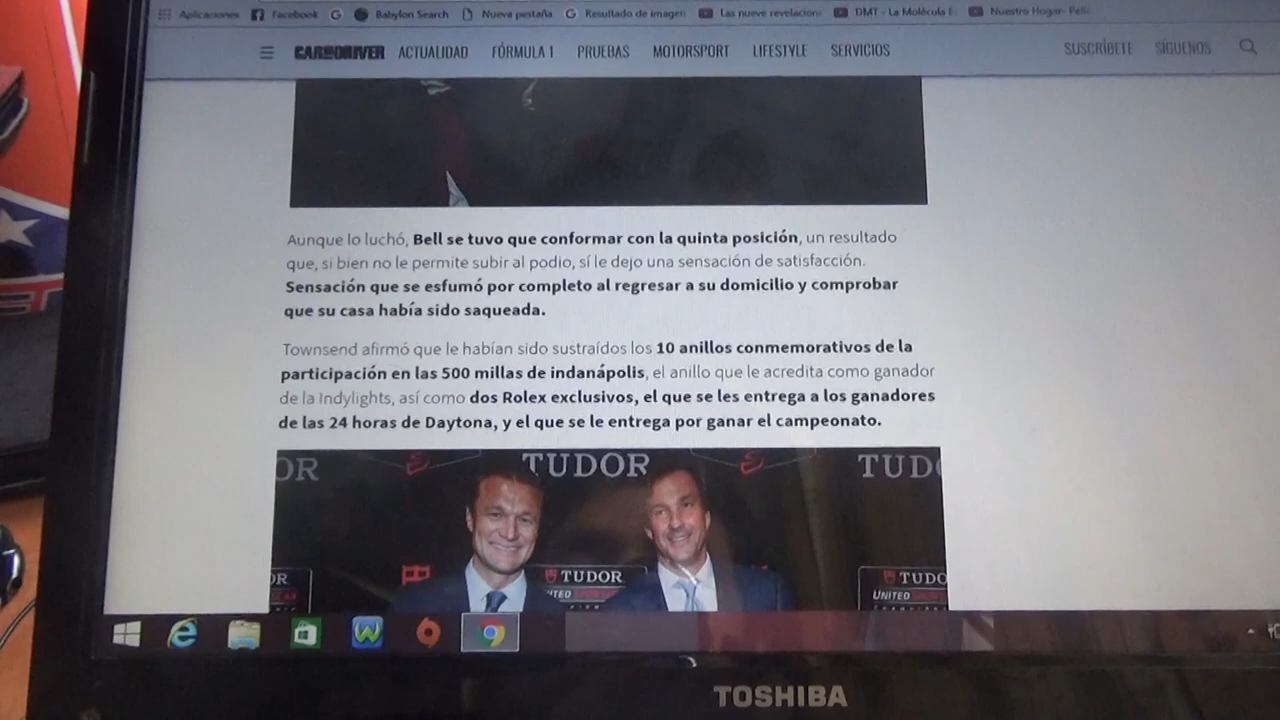 Aplicaciones Facebook Babylon Search Nueva pestaña Resultado de imagen Las nueve revelacion DMT - La Molécula E Nuestro Hogar- Pelí
CAR AND DRIVER ACTUALIDAD FÓRMULA 1 PRUEBAS MOTORSPORT LIFESTYLE SERVICIOS SUSCRÍBETE SÍGUENOS
Aunque lo luchó, Bell se tuvo que conformar con la quinta posición, un resultado
que, si bien no le permite subir al podio, sí le dejo una sensación de satisfacción.
Sensación que se esfumó por completo al regresar a su domicilio y comprobar
que su casa había sido saqueada.
Townsend afirmó que le habían sido sustraídos los 10 anillos conmemorativos de la
participación en las 500 millas de indanápolis, el anillo que le acredita como ganador
de la Indylights, así como dos Rolex exclusivos, el que se les entrega a los ganadores
de las 24 horas de Daytona, y el que se le entrega por ganar el campeonato.
OR TUDOR TUD
DR TUDOR TUDO
UNITED
TOSHIBA